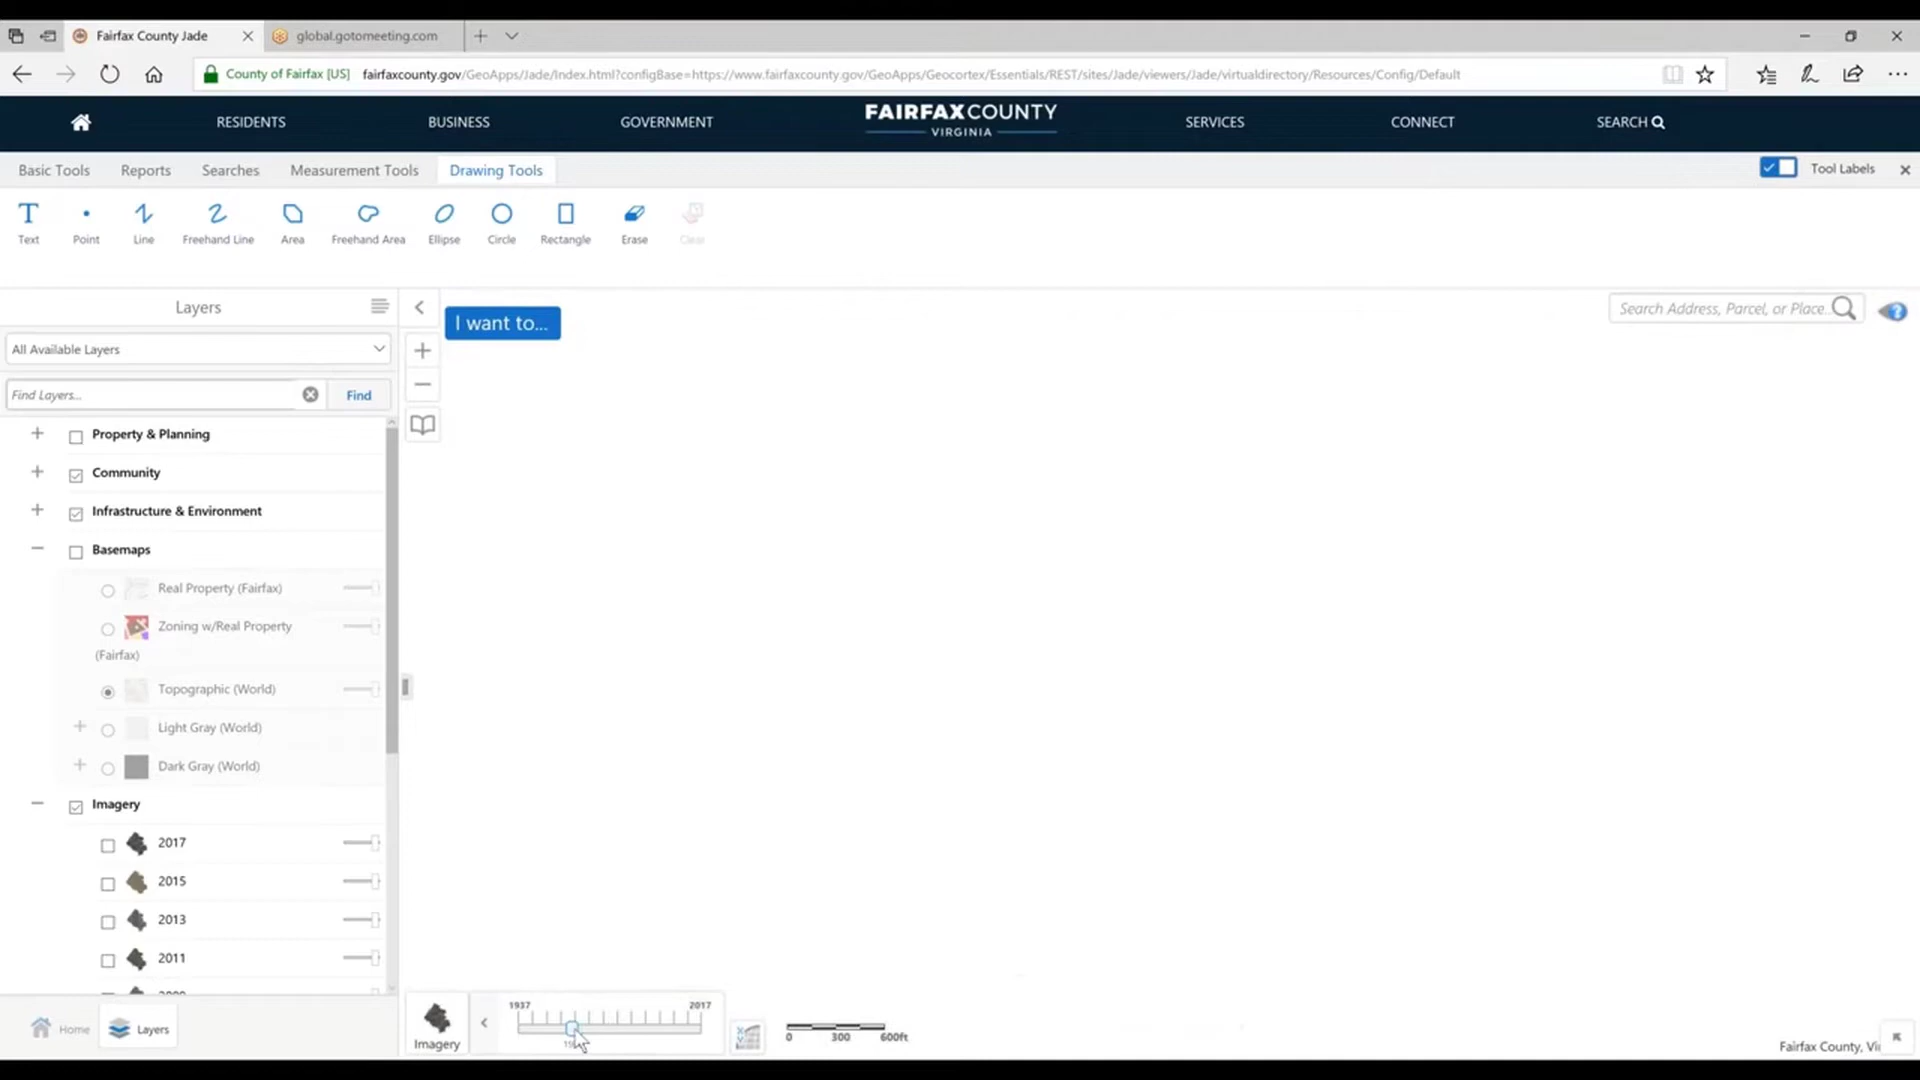 Fairfax County Jade
global.gotomeeting.com
County of Fairfax [US]
fairfaxcounty.gov/GeoApps/Jade/Index.html?configBase=https://www.fairfaxcounty.gov/GeoApps/Geocortex/Essentials/REST/sites/Jade/viewers/Jade/virtualdirectory/Resources/Config/Default
RESIDENTS
BUSINESS
GOVERNMENT
FAIRFAX COUNTY
VIRGINIA
SERVICES
CONNECT
SEARCH
Basic Tools
Reports
Searches
Measurement Tools
Drawing Tools
Tool Labels
Text
Point
Line
Freehand Line
Area
Freehand Area
Ellipse
Circle
Rectangle
Erase
Clear
Layers
I want to...
Search Address, Parcel, or Place...
All Available Layers
Find Layers...
Find
Property & Planning
Community
Infrastructure & Environment
Basemaps
Real Property (Fairfax)
Zoning w/Real Property
(Fairfax)
Topographic (World)
Light Gray (World)
Dark Gray (World)
Imagery
2017
2015
2013
2011
Home
Layers
Imagery
1937
2017
0
300
600ft
Fairfax County,